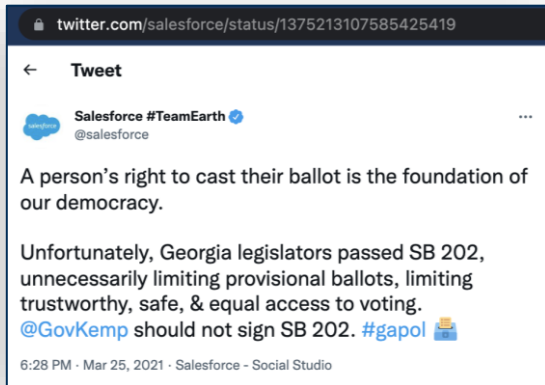 twitter.com/salesforce/status/1375213107585425419
← Tweet
salesforce
Salesforce #TeamEarth
@salesforce
A person's right to cast their ballot is the foundation of
our democracy.
Unfortunately, Georgia legislators passed SB 202,
unnecessarily limiting provisional ballots, limiting
trustworthy, safe, & equal access to voting.
@GovKemp should not sign SB 202. #gapol 🗳️
6:28 PM · Mar 25, 2021 · Salesforce - Social Studio